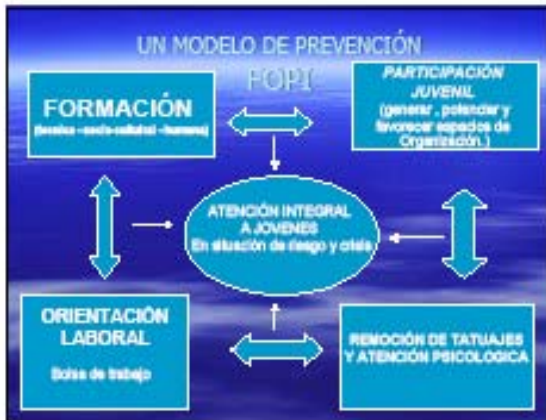 UN MODELO DE PREVENCIÓN
FOPI
FORMACIÓN
(tecnica - socio-cultural - humana)
PARTICIPACIÓN
JUVENIL
(generar , potenciar y
favorecer espacios de
Organización.)
ATENCIÓN INTEGRAL
A JOVENES
En situación de riesgo y crisis
ORIENTACIÓN
LABORAL
Bolsa de trabajo
REMOCIÓN DE TATUAJES
Y ATENCIÓN PSICOLOGICA